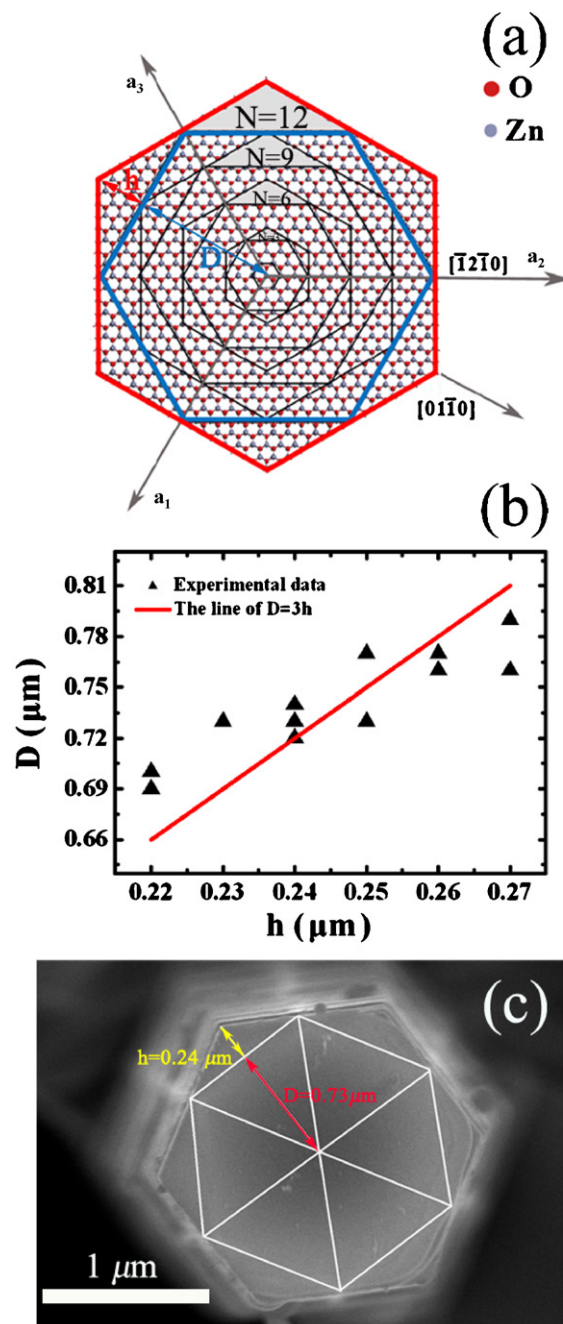 (a)
a₃
O
Zn
N=12
N=9
N=6
N=3
h
D
[1̅21̅0]
a₂
[011̅0]
a₁
(b)
Experimental data
The line of D=3h
0.81
0.78
0.75
0.72
0.69
0.66
D (μm)
0.22 0.23 0.24 0.25 0.26 0.27
h (μm)
(c)
h=0.24 μm
D=0.73μm
1 μm